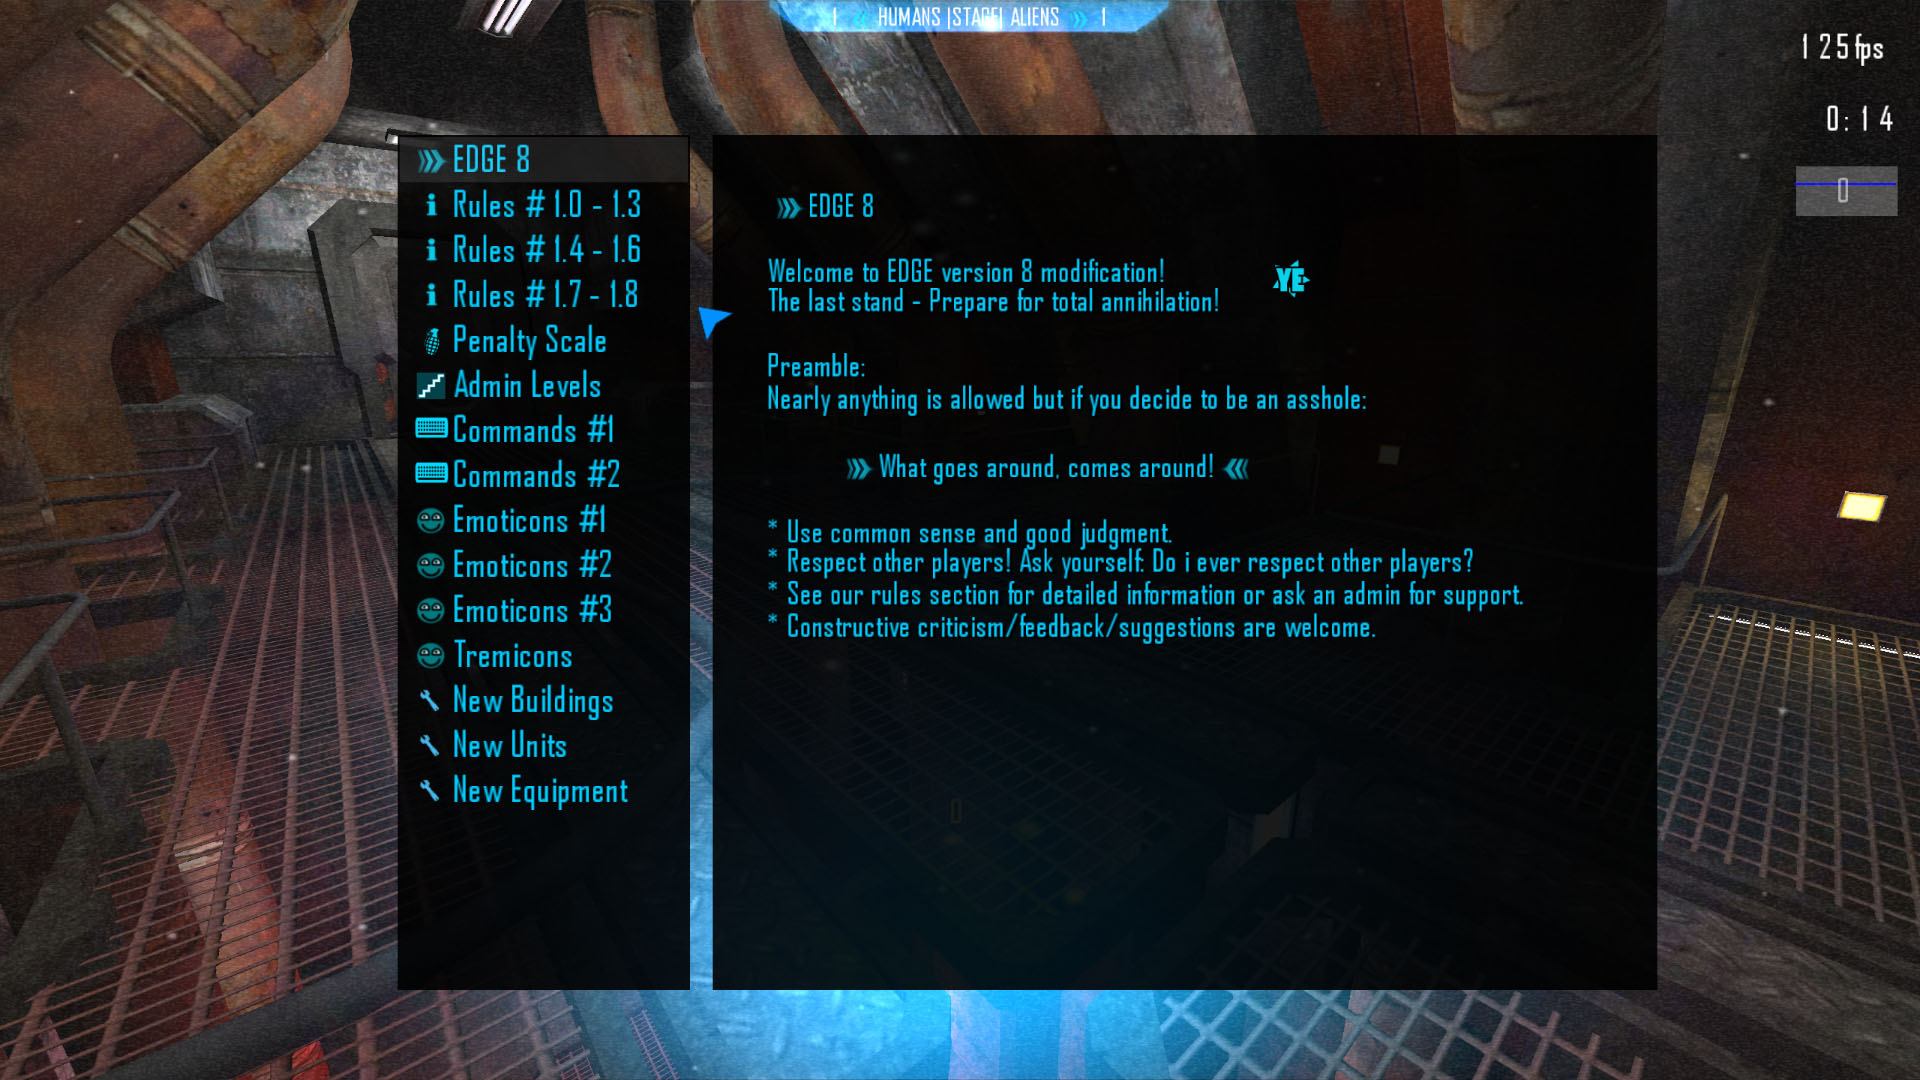 1 HUMANS |STAGE| ALIENS 1
125fps
0:14
0
EDGE 8
Rules # 1.0 - 1.3
Rules # 1.4 - 1.6
Rules # 1.7 - 1.8
Penalty Scale
Admin Levels
Commands #1
Commands #2
Emoticons #1
Emoticons #2
Emoticons #3
Tremicons
New Buildings
New Units
New Equipment
EDGE 8
Welcome to EDGE version 8 modification!
YE
The last stand - Prepare for total annihilation!
Preamble:
Nearly anything is allowed but if you decide to be an asshole:
What goes around, comes around!
* Use common sense and good judgment.
* Respect other players! Ask yourself: Do i ever respect other players?
* See our rules section for detailed information or ask an admin for support.
* Constructive criticism/feedback/suggestions are welcome.
0